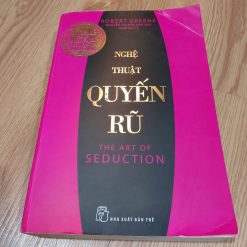 ROBERT GREENE
NGHỆ
THUẬT
QUYẾN
RŨ
THE ART OF
SEDUCTION
NHÀ XUẤT BẢN TRẺ